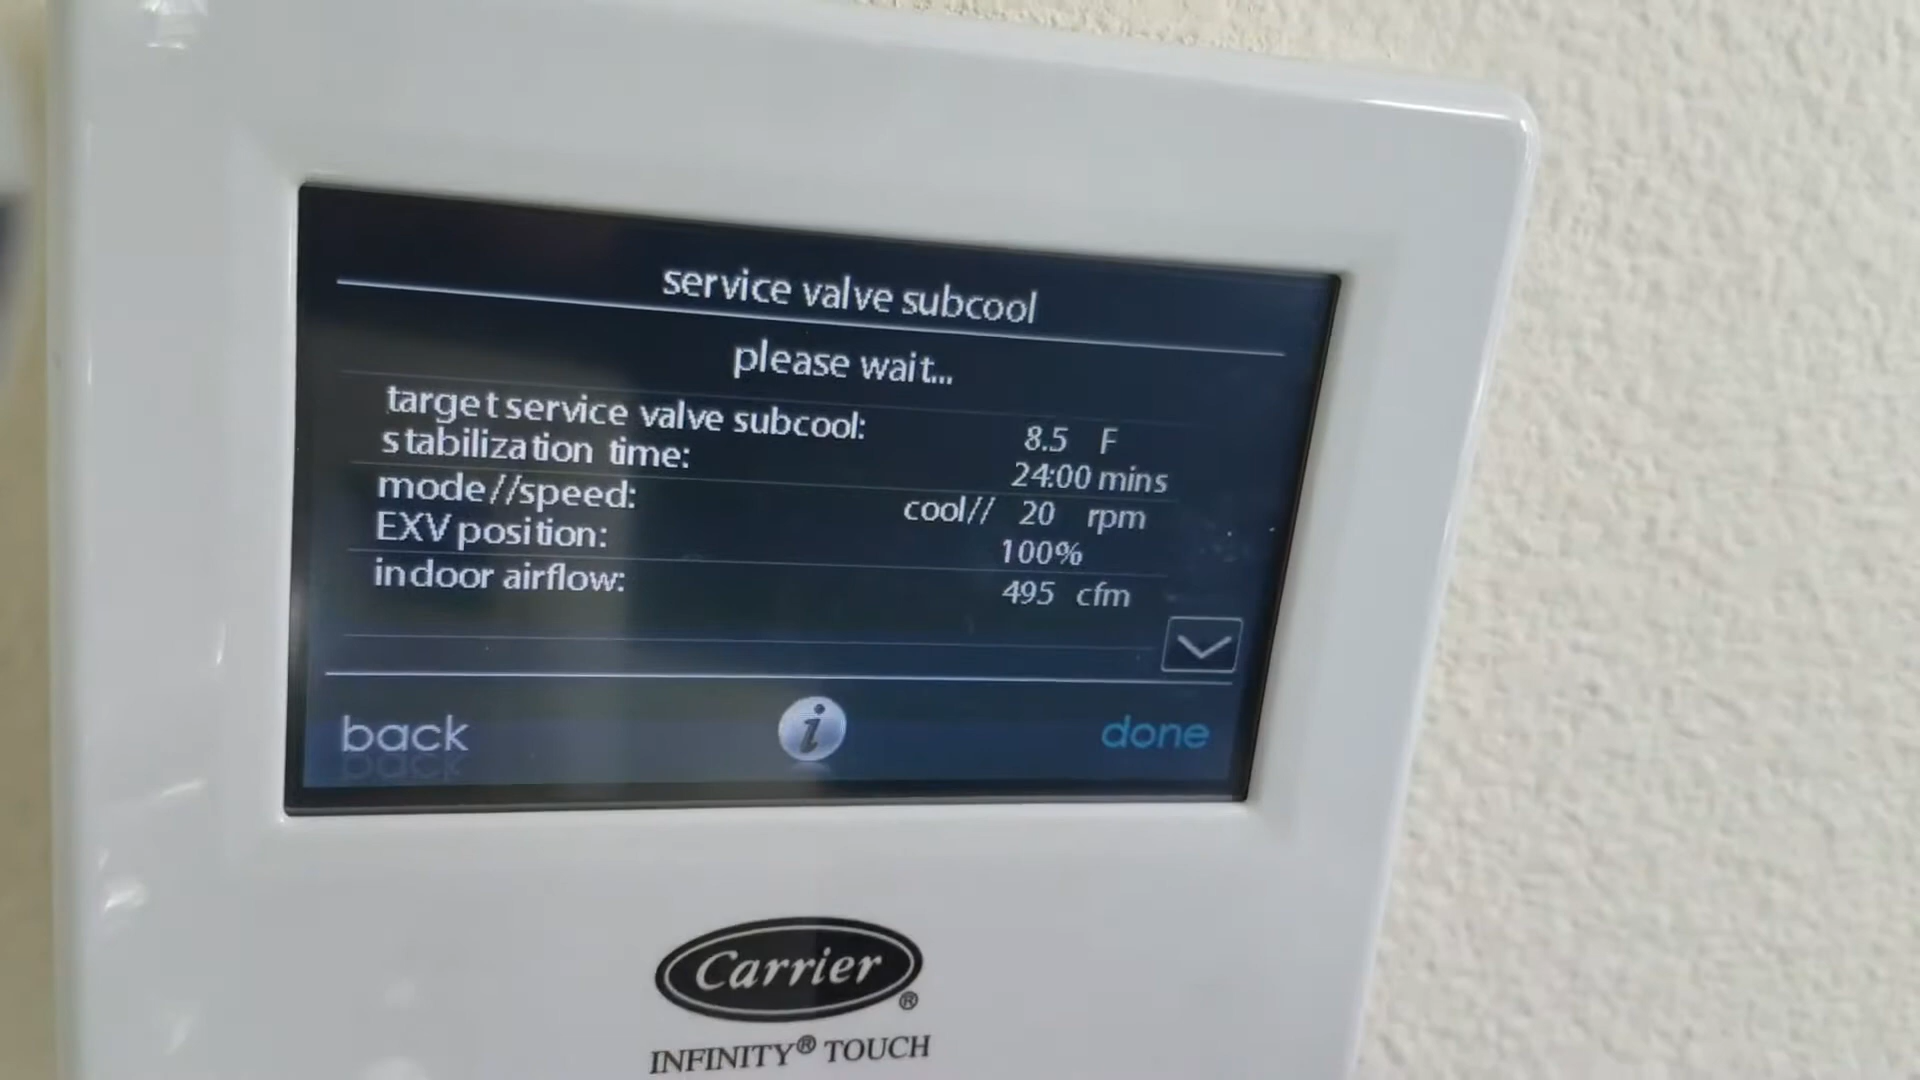 service valve subcool
please wait...
target service valve subcool: 8.5 F
stabilization time: 24:00 mins
mode//speed: cool// 20 rpm
EXV position: 100%
indoor airflow: 495 cfm
back i done
Carrier®
INFINITY® TOUCH